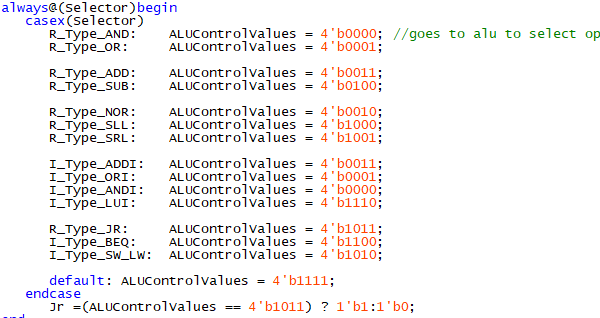 always@(Selector)begin
casex(Selector)
R_Type_AND: ALUControlValues = 4'b0000; //goes to alu to select op
R_Type_OR: ALUControlValues = 4'b0001;
R_Type_ADD: ALUControlValues = 4'b0011;
R_Type_SUB: ALUControlValues = 4'b0100;
R_Type_NOR: ALUControlValues = 4'b0010;
R_Type_SLL: ALUControlValues = 4'b1000;
R_Type_SRL: ALUControlValues = 4'b1001;
I_Type_ADDI: ALUControlValues = 4'b0011;
I_Type_ORI: ALUControlValues = 4'b0001;
I_Type_ANDI: ALUControlValues = 4'b0000;
I_Type_LUI: ALUControlValues = 4'b1110;
R_Type_JR: ALUControlValues = 4'b1011;
I_Type_BEQ: ALUControlValues = 4'b1100;
I_Type_SW_LW: ALUControlValues = 4'b1010;
default: ALUControlValues = 4'b1111;
endcase
Jr =(ALUControlValues == 4'b1011) ? 1'b1:1'b0;